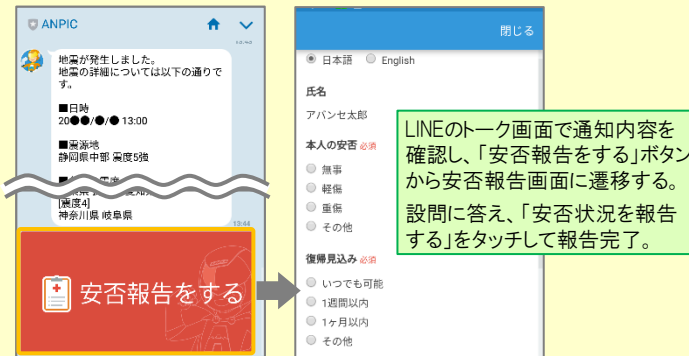 ANPIC
地震が発生しました。
地震の詳細については以下の通りで
す。
■日時
20●●/●/● 13:00
■震源地
静岡県中部 震度5強
[震度4]
神奈川県 岐阜県
13:44
安否報告をする
閉じる
日本語 English
氏名
アバンセ太郎
本人の安否 必須
無事
軽傷
重傷
その他
復帰見込み 必須
いつでも可能
1週間以内
1ヶ月以内
その他
LINEのトーク画面で通知内容を
確認し、「安否報告をする」ボタン
から安否報告画面に遷移する。
設問に答え、「安否状況を報告
する」をタッチして報告完了。